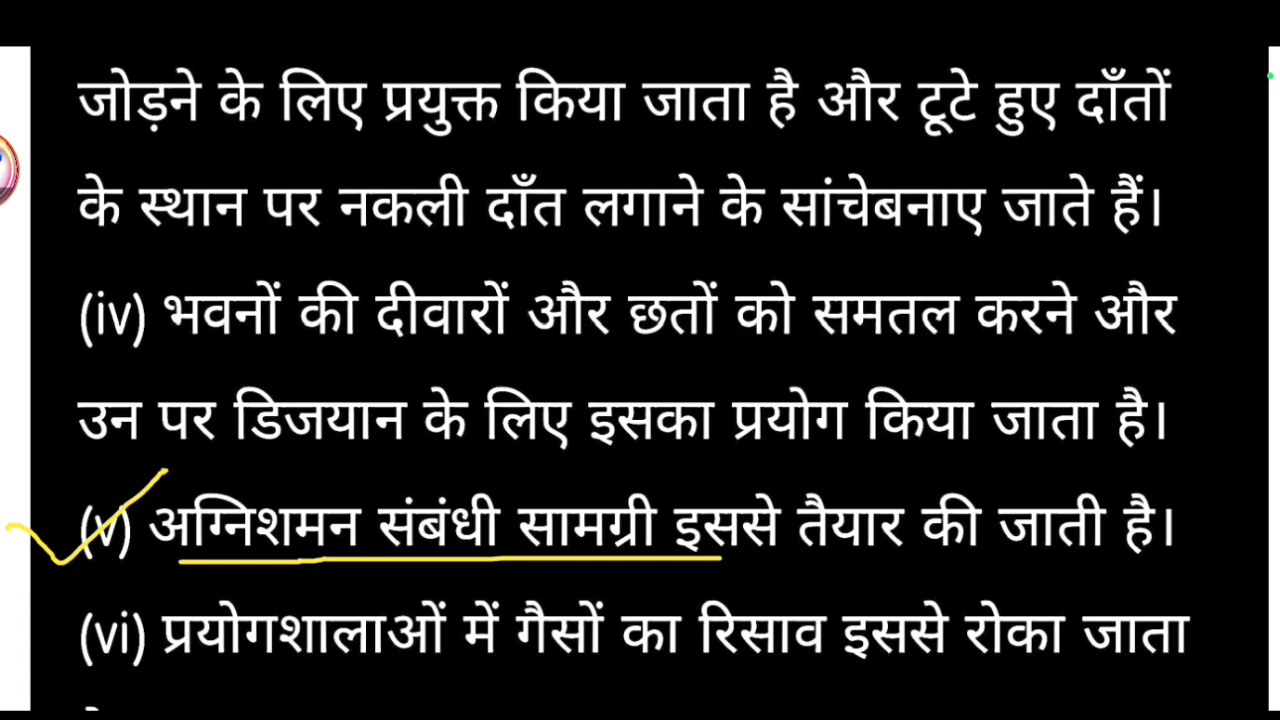 जोड़ने के लिए प्रयुक्त किया जाता है और टूटे हुए दाँतों
के स्थान पर नकली दाँत लगाने के सांचेबनाए जाते हैं।
(iv) भवनों की दीवारों और छतों को समतल करने और
उन पर डिजयान के लिए इसका प्रयोग किया जाता है।
(v) अग्निशमन संबंधी सामग्री इससे तैयार की जाती है।
(vi) प्रयोगशालाओं में गैसों का रिसाव इससे रोका जाता